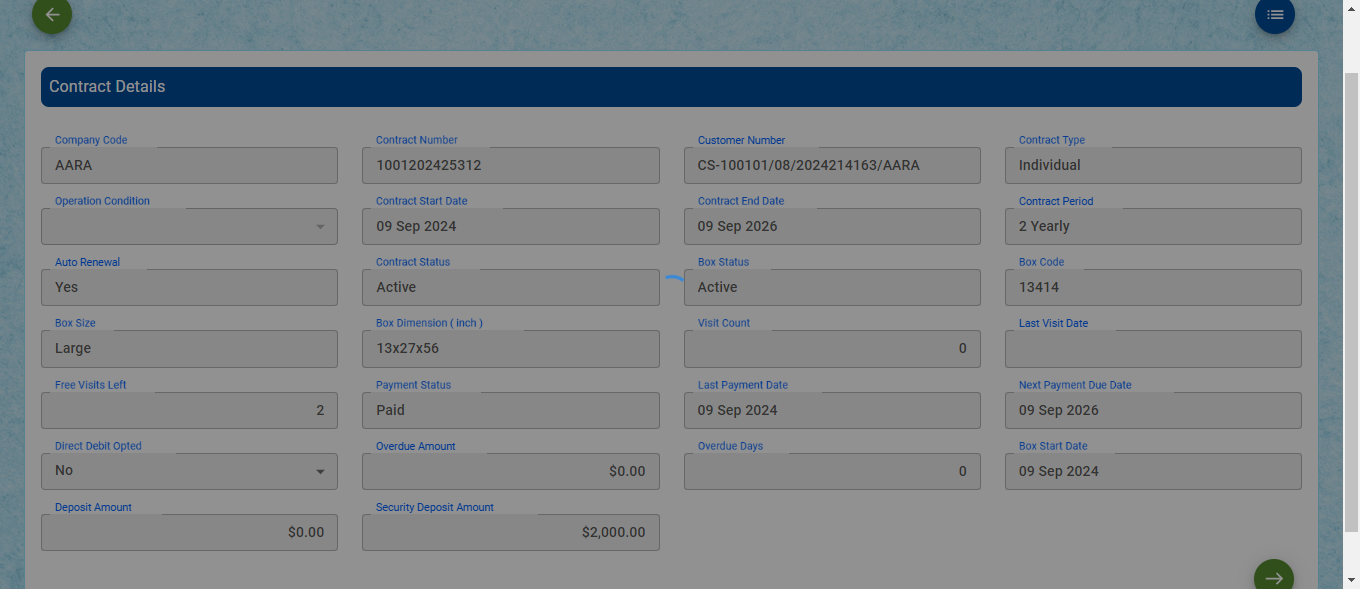 Contract Details
Company Code
AARA
Contract Number
1001202425312
Customer Number
CS-100101/08/2024214163/AARA
Contract Type
Individual
Operation Condition
Contract Start Date
09 Sep 2024
Contract End Date
09 Sep 2026
Contract Period
2 Yearly
Auto Renewal
Yes
Contract Status
Active
Box Status
Active
Box Code
13414
Box Size
Large
Box Dimension ( inch )
13x27x56
Visit Count
0
Last Visit Date
Free Visits Left
2
Payment Status
Paid
Last Payment Date
09 Sep 2024
Next Payment Due Date
09 Sep 2026
Direct Debit Opted
No
Overdue Amount
$0.00
Overdue Days
0
Box Start Date
09 Sep 2024
Deposit Amount
$0.00
Security Deposit Amount
$2,000.00